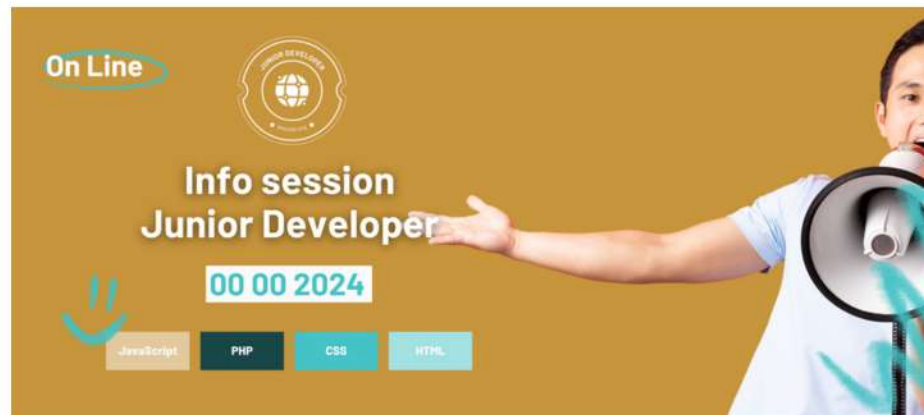 On Line
JUNIOR DEVELOPER
Info session
Junior Developer
00 00 2024
JavaScript
PHP
CSS
HTML